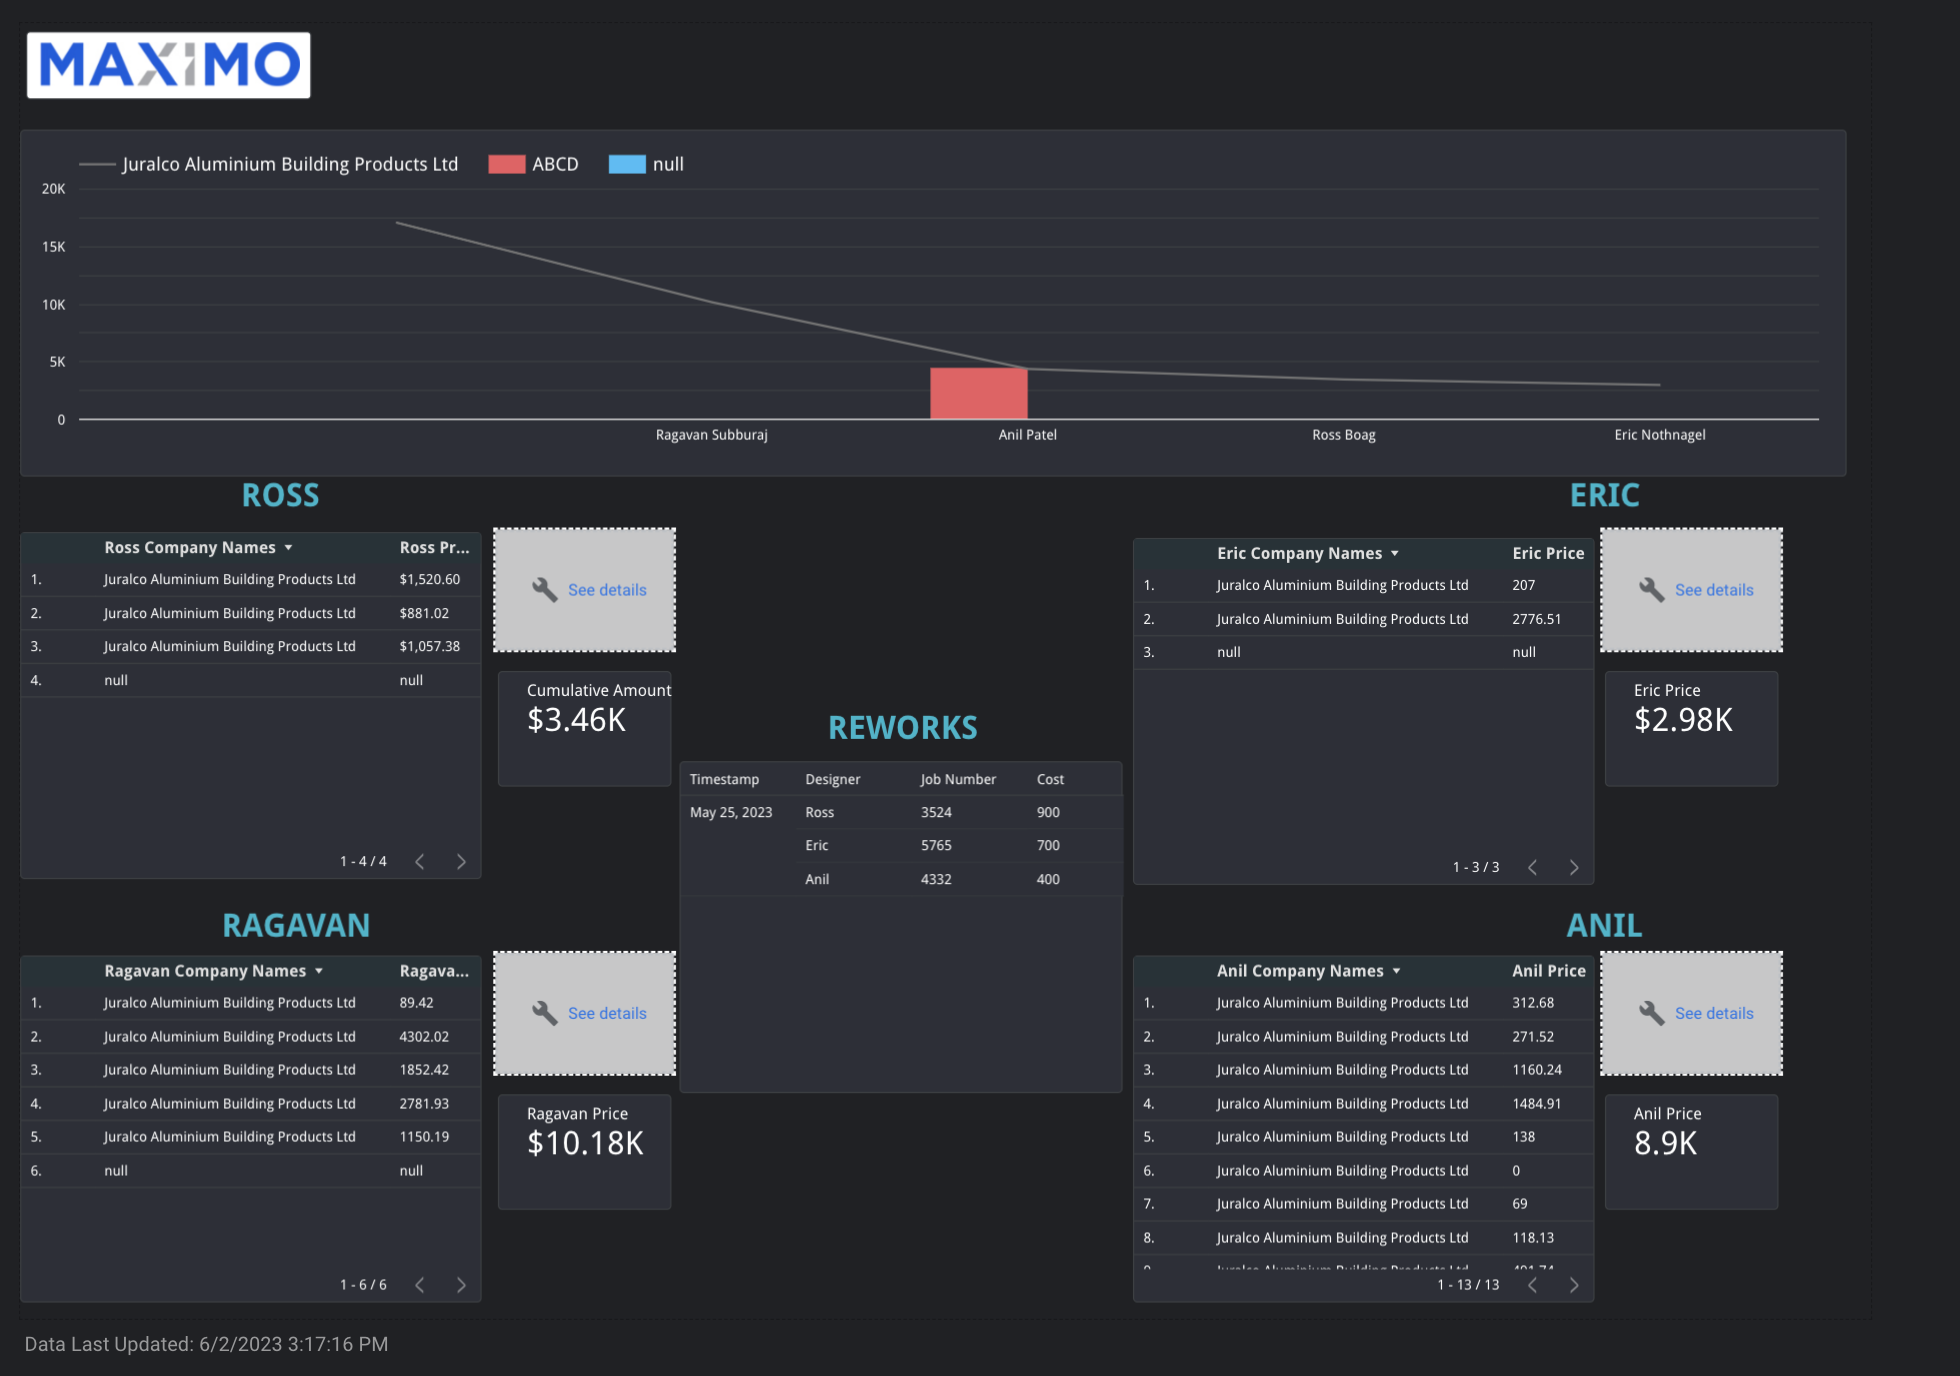 MAXIMO
Juralco Aluminium Building Products Ltd ABCD null
20K
15K
10K
5K
0
Ragavan Subburaj Anil Patel Ross Boag Eric Nothnagel
ROSS
Ross Company Names Ross Pr...
1. Juralco Aluminium Building Products Ltd $1,520.60
2. Juralco Aluminium Building Products Ltd $881.02
3. Juralco Aluminium Building Products Ltd $1,057.38
4. null null
1 - 4 / 4
See details
Cumulative Amount
$3.46K
ERIC
Eric Company Names Eric Price
1. Juralco Aluminium Building Products Ltd 207
2. Juralco Aluminium Building Products Ltd 2776.51
3. null null
1 - 3 / 3
See details
Eric Price
$2.98K
REWORKS
Timestamp Designer Job Number Cost
May 25, 2023 Ross 3524 900
Eric 5765 700
Anil 4332 400
RAGAVAN
Ragavan Company Names Ragava...
1. Juralco Aluminium Building Products Ltd 89.42
2. Juralco Aluminium Building Products Ltd 4302.02
3. Juralco Aluminium Building Products Ltd 1852.42
4. Juralco Aluminium Building Products Ltd 2781.93
5. Juralco Aluminium Building Products Ltd 1150.19
6. null null
1 - 6 / 6
See details
Ragavan Price
$10.18K
ANIL
Anil Company Names Anil Price
1. Juralco Aluminium Building Products Ltd 312.68
2. Juralco Aluminium Building Products Ltd 271.52
3. Juralco Aluminium Building Products Ltd 1160.24
4. Juralco Aluminium Building Products Ltd 1484.91
5. Juralco Aluminium Building Products Ltd 138
6. Juralco Aluminium Building Products Ltd 0
7. Juralco Aluminium Building Products Ltd 69
8. Juralco Aluminium Building Products Ltd 118.13
Juralco Aluminium Building Products Ltd
1 - 13 / 13
See details
Anil Price
8.9K
Data Last Updated: 6/2/2023 3:17:16 PM